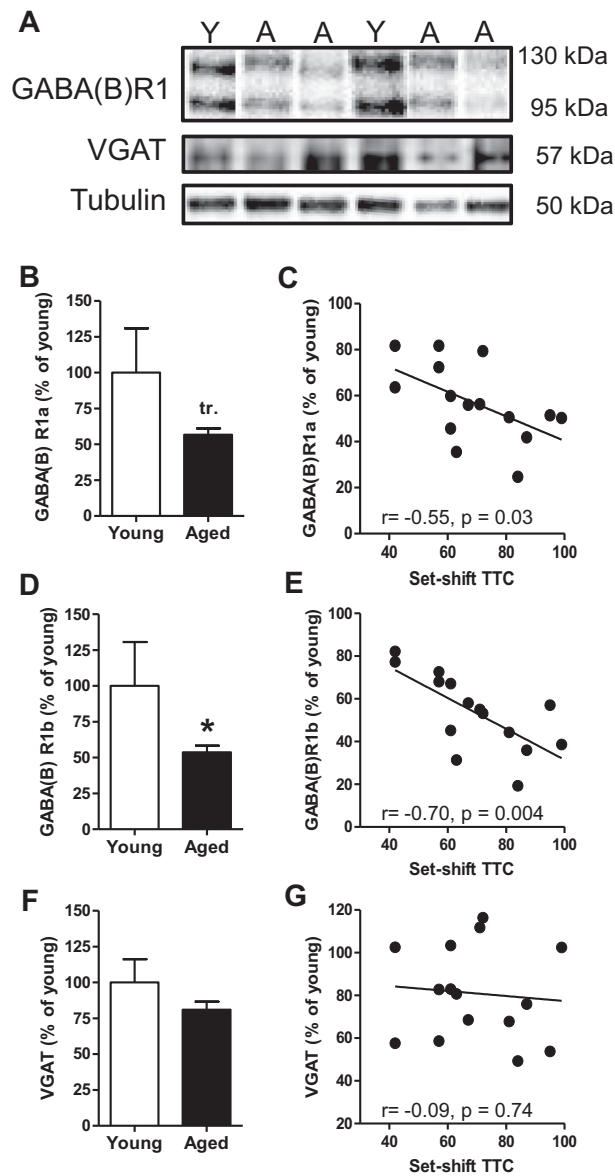 A
Y A A Y A A
GABA(B)R1
130 kDa
95 kDa
VGAT
57 kDa
Tubulin
50 kDa
B
GABA(B) R1a (% of young)
150
125
100
75
50
25
0
tr.
Young Aged
C
GABA(B)R1a (% of young)
100
80
60
40
20
0
r= -0.55, p = 0.03
40 60 80 100
Set-shift TTC
D
GABA(B) R1b (% of young)
150
125
100
75
50
25
0
*
Young Aged
E
GABA(B)R1b (% of young)
100
80
60
40
20
0
r= -0.70, p = 0.004
40 60 80 100
Set-shift TTC
F
VGAT (% of young)
150
125
100
75
50
25
0
Young Aged
G
VGAT (% of young)
120
100
80
60
40
20
r= -0.09, p = 0.74
40 60 80 100
Set-shift TTC